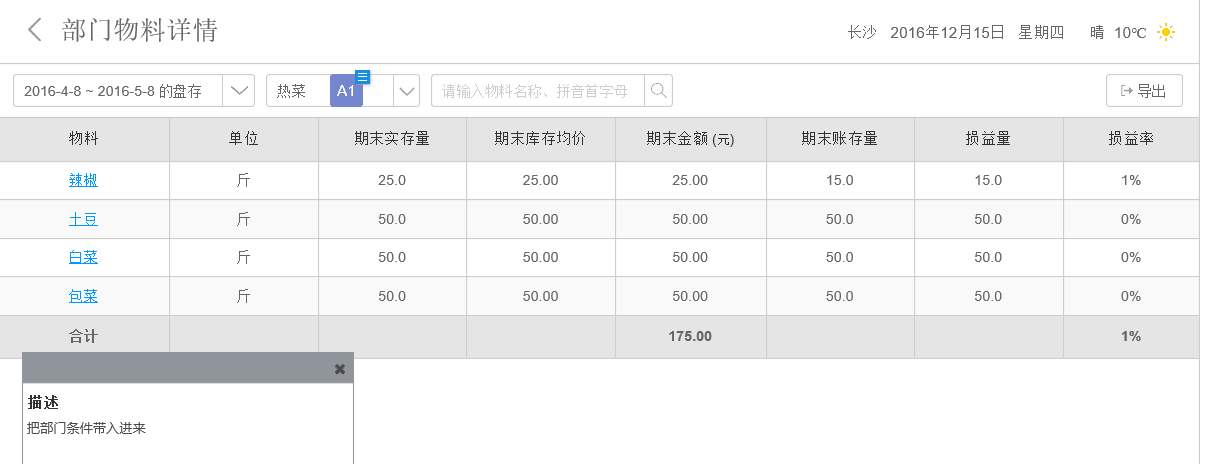 部门物料详情
长沙 2016年12月15日 星期四 晴 10℃
2016-4-8 ~ 2016-5-8 的盘存 热菜 A1 请输入物料名称、拼音首字母 导出
物料 单位 期末实存量 期末库存均价 期末金额 (元) 期末账存量 损益量 损益率
辣椒 斤 25.0 25.00 25.00 15.0 15.0 1%
土豆 斤 50.0 50.00 50.00 50.0 50.0 0%
白菜 斤 50.0 50.00 50.00 50.0 50.0 0%
包菜 斤 50.0 50.00 50.00 50.0 50.0 0%
合计 175.00 1%
描述
把部门条件带入进来